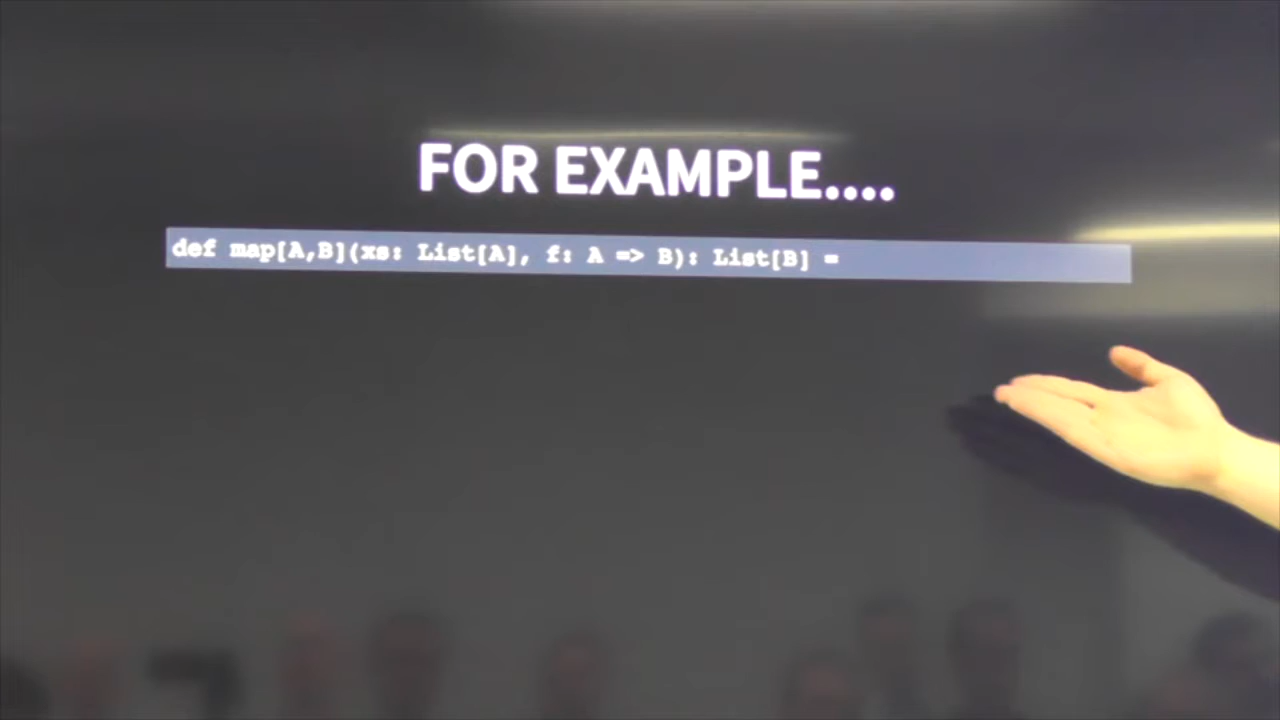 FOR EXAMPLE....
def map[A,B](xs: List[A], f: A => B): List[B] =